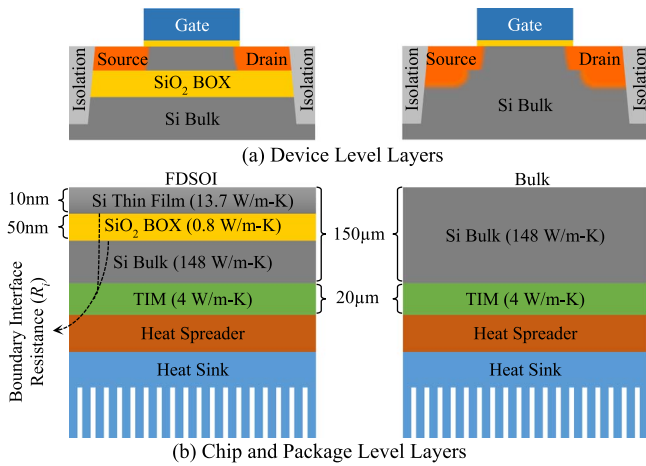 Gate
Gate
Isolation
Source
Drain
Isolation
Isolation
Source
Drain
Isolation
SiO₂ BOX
Si Bulk
Si Bulk
(a) Device Level Layers
FDSOI
Bulk
10nm
Si Thin Film (13.7 W/m-K)
50nm
SiO₂ BOX (0.8 W/m-K)
150µm
Si Bulk (148 W/m-K)
Si Bulk (148 W/m-K)
TIM (4 W/m-K)
20µm
TIM (4 W/m-K)
Heat Spreader
Heat Spreader
Heat Sink
Heat Sink
Boundary Interface
Resistance (Rᵢ)
(b) Chip and Package Level Layers